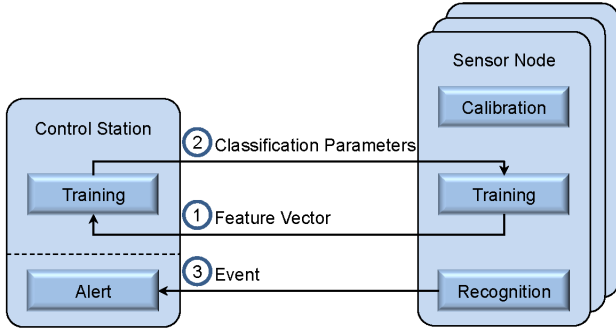 Sensor Node
Calibration
Control Station
2 Classification Parameters
Training
Training
1 Feature Vector
3 Event
Alert
Recognition